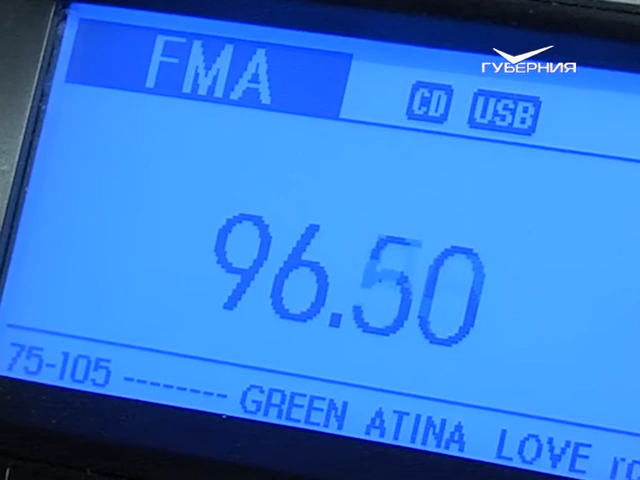 FMA CD USB
ГУБЕРНИЯ
96.50
75-105 -------- GREEN ATINA LOVE